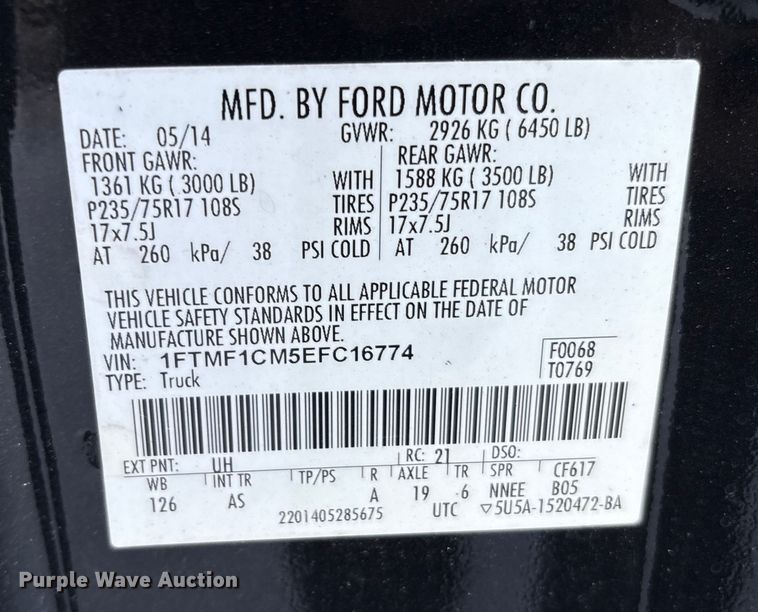 MFD. BY FORD MOTOR CO.
DATE: 05/14 GVWR: 2926 KG ( 6450 LB)
FRONT GAWR: REAR GAWR:
1361 KG ( 3000 LB) WITH 1588 KG ( 3500 LB) WITH
P235/75R17 108S TIRES P235/75R17 108S TIRES
17x7.5J RIMS 17x7.5J RIMS
AT 260 kPa/ 38 PSI COLD AT 260 kPa/ 38 PSI COLD
THIS VEHICLE CONFORMS TO ALL APPLICABLE FEDERAL MOTOR
VEHICLE SAFETY STANDARDS IN EFFECT ON THE DATE OF
MANUFACTURE SHOWN ABOVE.
VIN: 1FTMF1CM5EFC16774 F0068
TYPE: Truck T0769
EXT PNT: UH RC: 21 DSO:
WB INT TR TP/PS R AXLE TR SPR CF617
126 AS A 19 6 NNEE B05
2201405285675 UTC ▽5U5A-1520472-BA
Purple Wave Auction